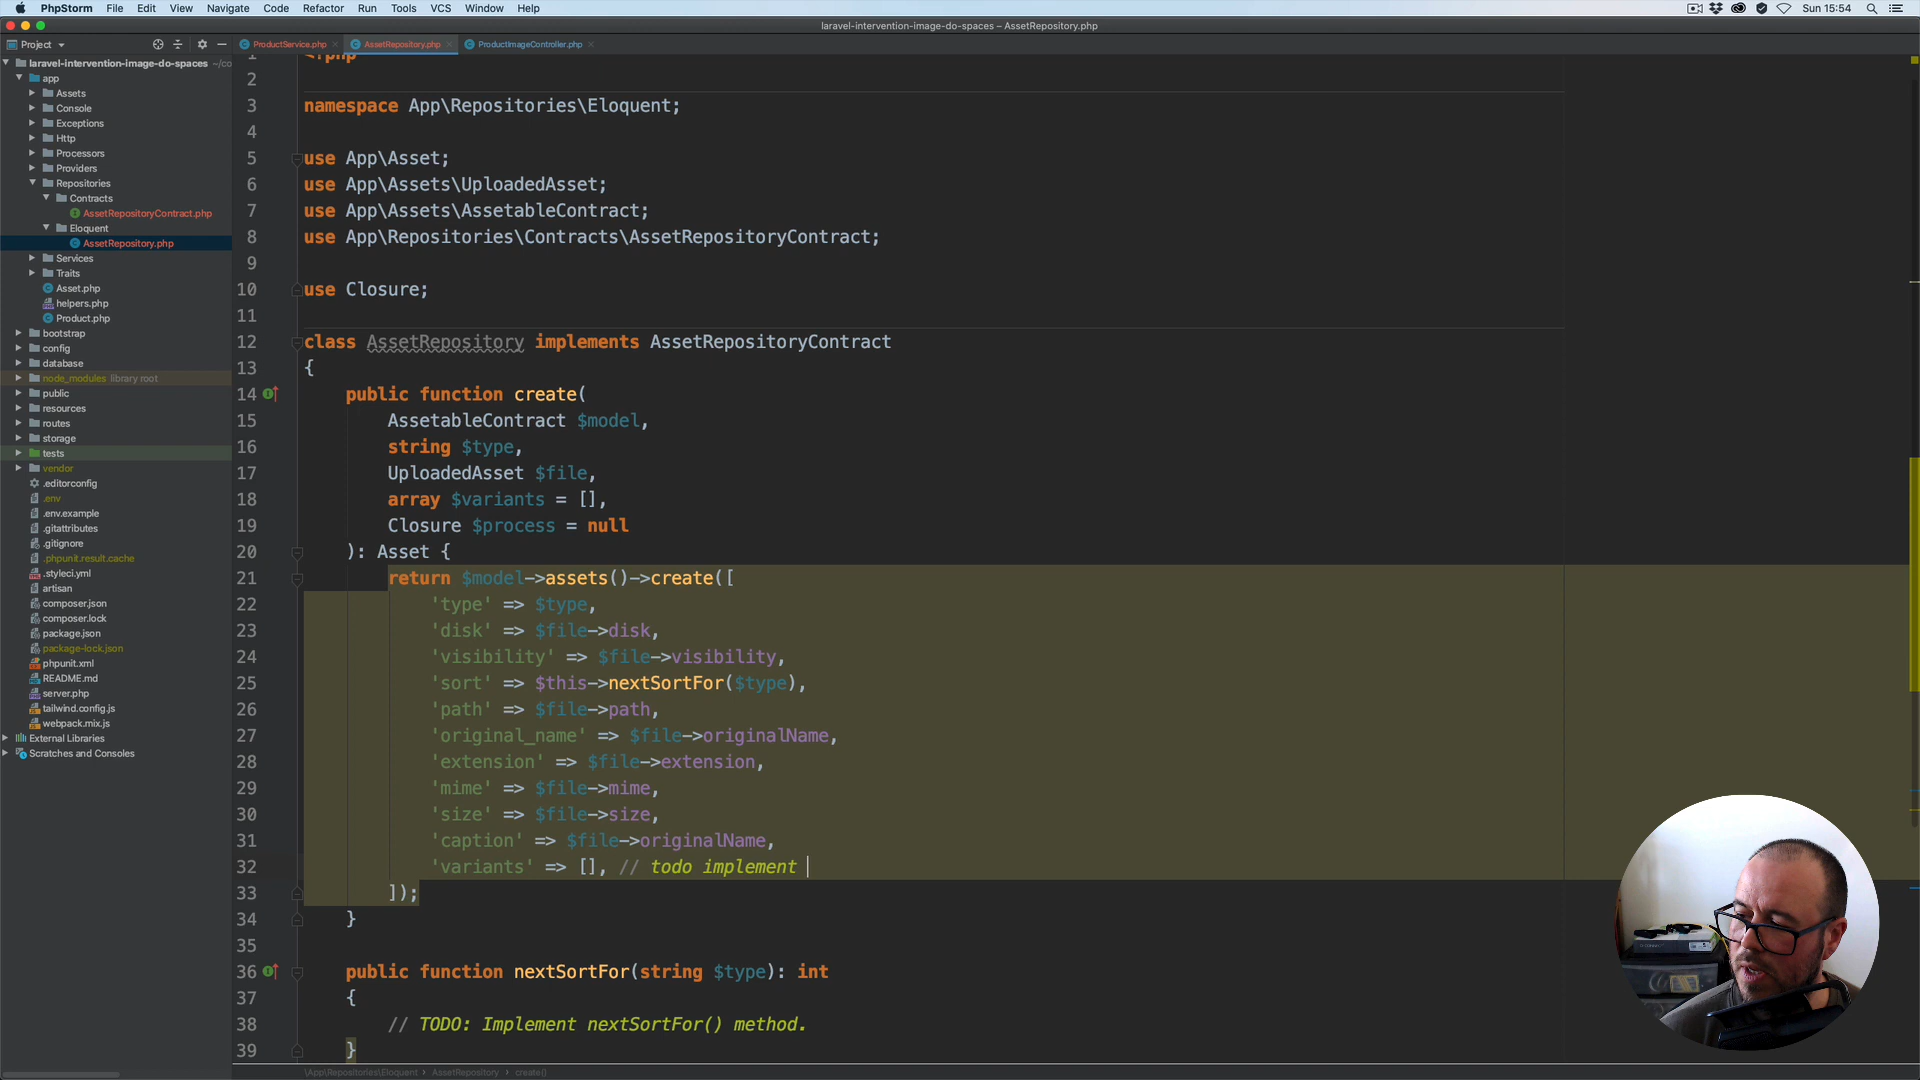 PhpStorm File Edit View Navigate Code Refactor Run Tools VCS Window Help Sun 15:54
laravel-intervention-image-do-spaces – AssetRepository.php
Project ProductService.php AssetRepository.php ProductImageController.php
laravel-intervention-image-do-spaces ~/co
app
Assets
Console
Exceptions
Http
Processors
Providers
Repositories
Contracts
AssetRepositoryContract.php
Eloquent
AssetRepository.php
Services
Traits
Asset.php
helpers.php
Product.php
bootstrap
config
database
node_modules library root
public
resources
routes
storage
tests
vendor
.editorconfig
.env
.env.example
.gitattributes
.gitignore
.phpunit.result.cache
.styleci.yml
artisan
composer.json
composer.lock
package.json
package-lock.json
phpunit.xml
README.md
server.php
tailwind.config.js
webpack.mix.js
External Libraries
Scratches and Consoles
1 <?php
2
3 namespace App\Repositories\Eloquent;
4
5 use App\Asset;
6 use App\Assets\UploadedAsset;
7 use App\Assets\AssetableContract;
8 use App\Repositories\Contracts\AssetRepositoryContract;
9
10 use Closure;
11
12 class AssetRepository implements AssetRepositoryContract
13 {
14 public function create(
15 AssetableContract $model,
16 string $type,
17 UploadedAsset $file,
18 array $variants = [],
19 Closure $process = null
20 ): Asset {
21 return $model->assets()->create([
22 'type' => $type,
23 'disk' => $file->disk,
24 'visibility' => $file->visibility,
25 'sort' => $this->nextSortFor($type),
26 'path' => $file->path,
27 'original_name' => $file->originalName,
28 'extension' => $file->extension,
29 'mime' => $file->mime,
30 'size' => $file->size,
31 'caption' => $file->originalName,
32 'variants' => [], // todo implement
33 ]);
34 }
35
36 public function nextSortFor(string $type): int
37 {
38 // TODO: Implement nextSortFor() method.
39 }
\App\Repositories\Eloquent › AssetRepository › create()